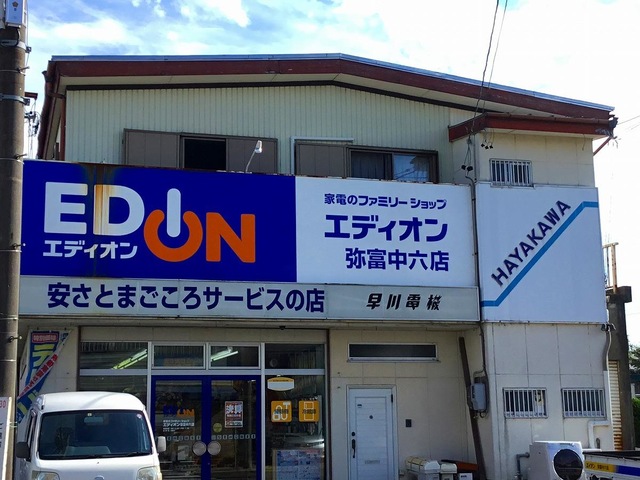 EDION
エディオン
家電のファミリーショップ
エディオン
弥富中六店
HAYAKAWA
安さとまごころサービスの店
早川電機